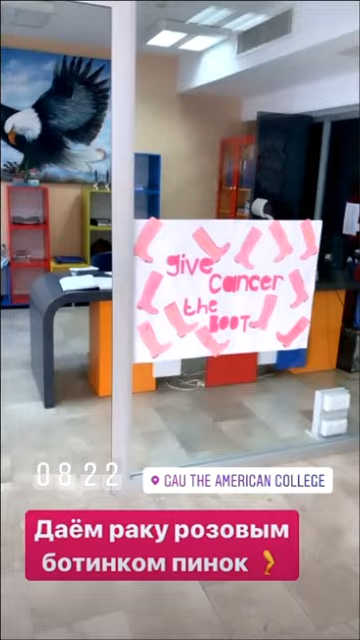 give
cancer
the
BOOT
08 22
GAU THE AMERICAN COLLEGE
Даём раку розовым
ботинком пинок